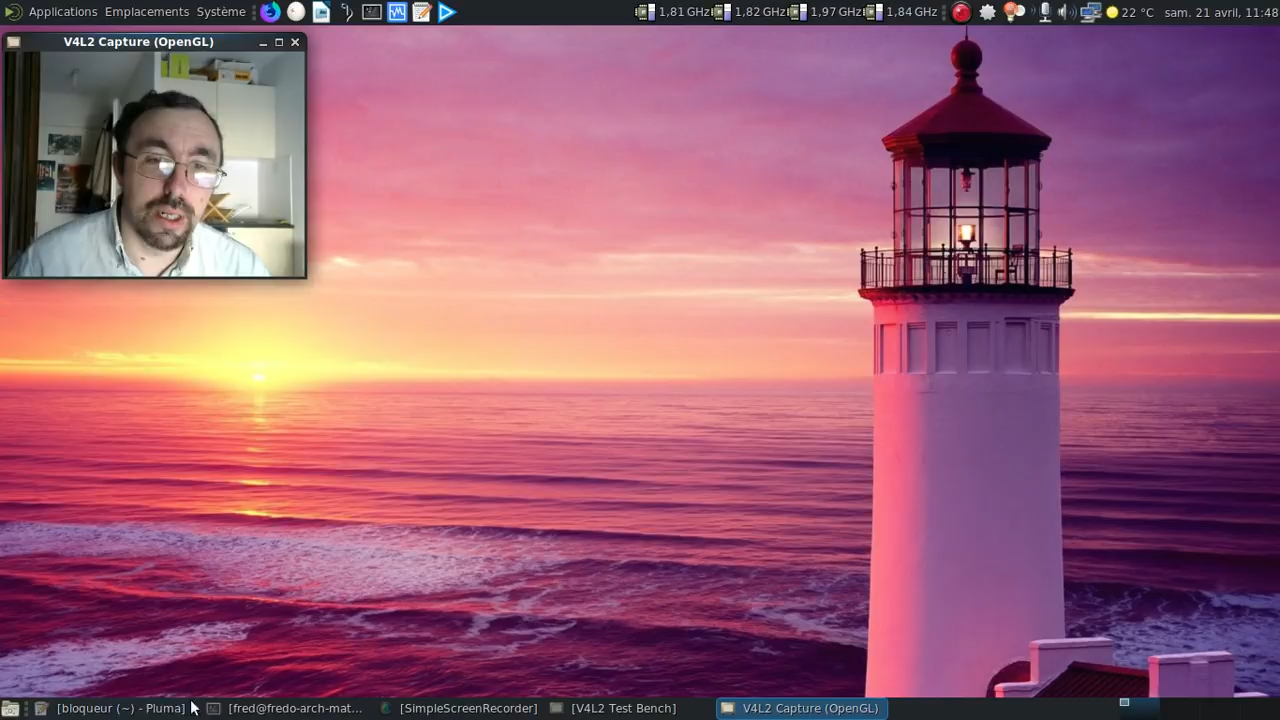 Applications Emplacements Système 1,81 GHz 1,82 GHz 1,97 GHz 1,84 GHz 22 °C sam. 21 avril, 11:48
V4L2 Capture (OpenGL)
[bloqueur (~) - Pluma] [fred@fredo-arch-mat... [SimpleScreenRecorder] [V4L2 Test Bench] V4L2 Capture (OpenGL)